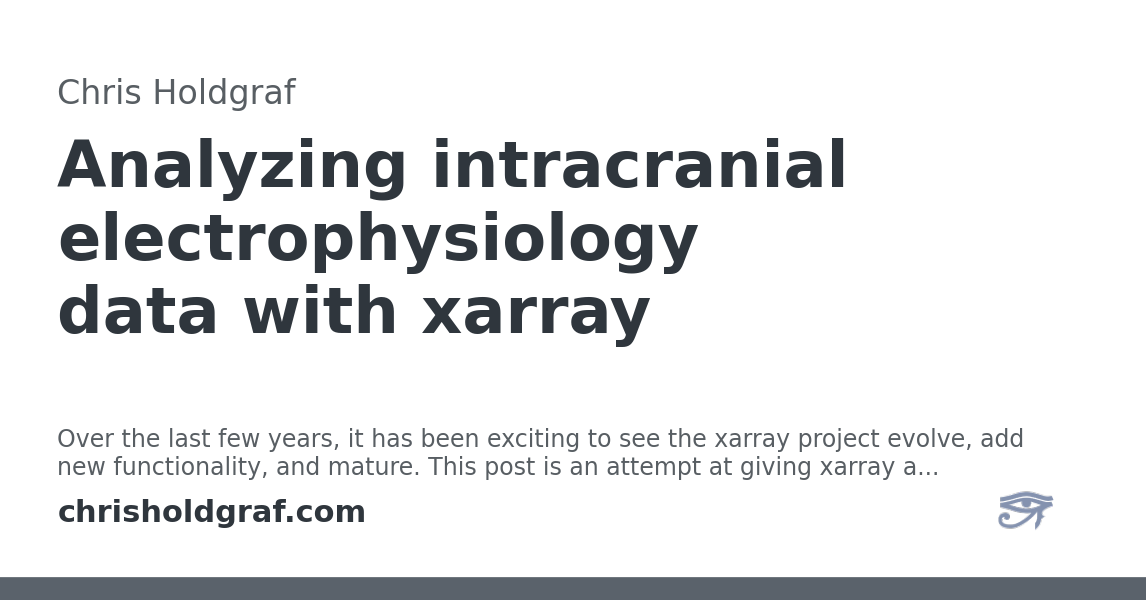 Chris Holdgraf
Analyzing intracranial
electrophysiology
data with xarray
Over the last few years, it has been exciting to see the xarray project evolve, add
new functionality, and mature. This post is an attempt at giving xarray a...
chrisholdgraf.com